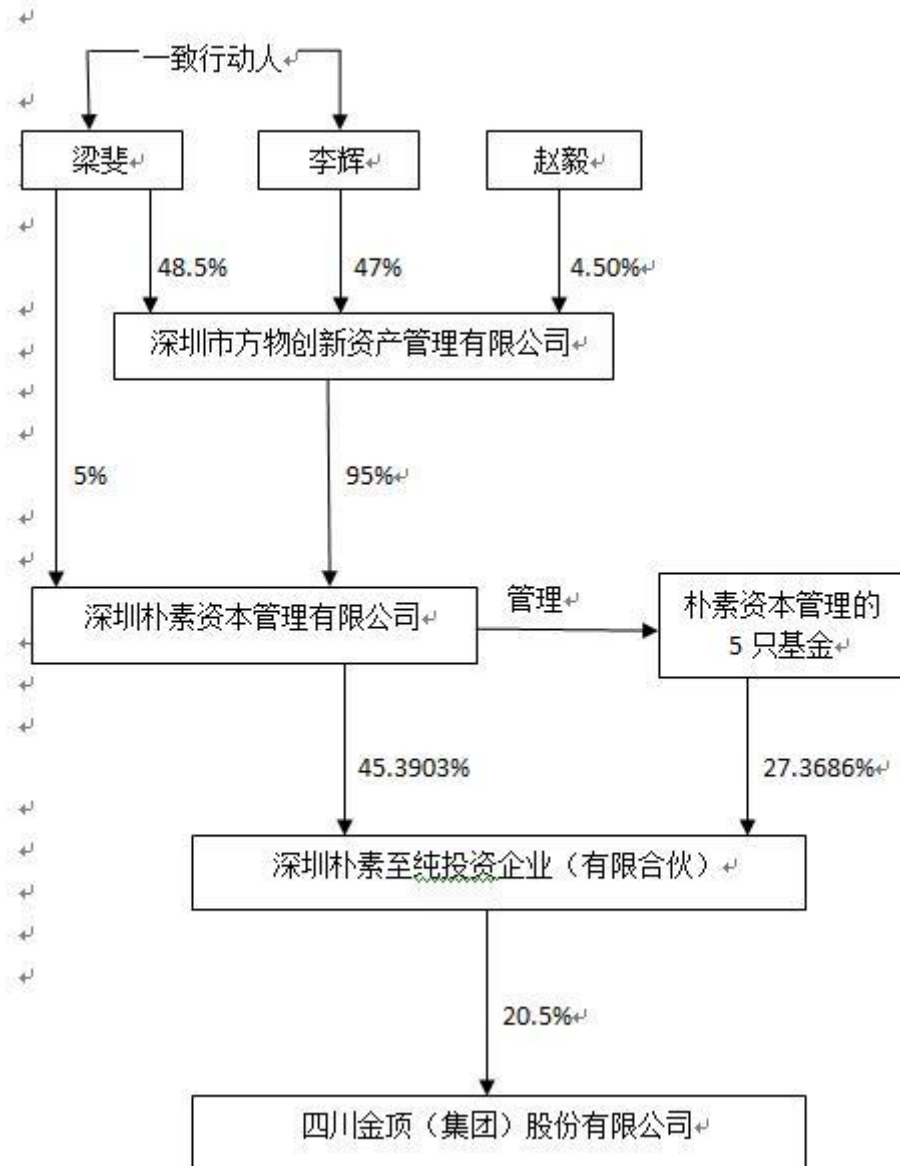 一致行动人
梁斐
李辉
赵毅
48.5%
47%
4.50%
深圳市方物创新资产管理有限公司
5%
95%
深圳朴素资本管理有限公司
管理
朴素资本管理的
5 只基金
45.3903%
27.3686%
深圳朴素至纯投资企业（有限合伙）
20.5%
四川金顶（集团）股份有限公司